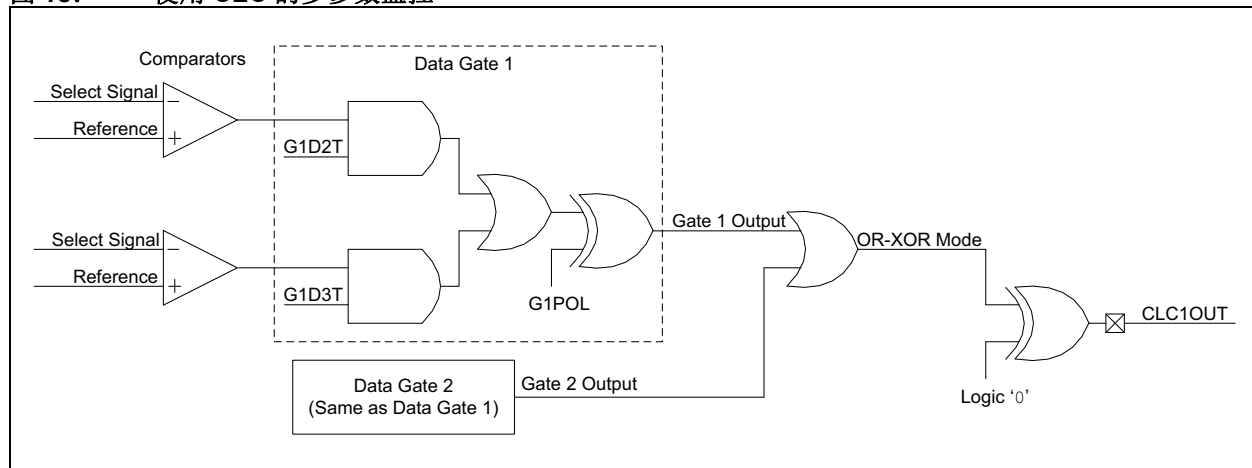 使用 CLC 的多参数监控
Comparators
Data Gate 1
Select Signal
−
Reference
+
G1D2T
Select Signal
−
Reference
+
G1D3T
G1POL
Gate 1 Output
OR-XOR Mode
CLC1OUT
Data Gate 2
(Same as Data Gate 1)
Gate 2 Output
Logic ‘0’